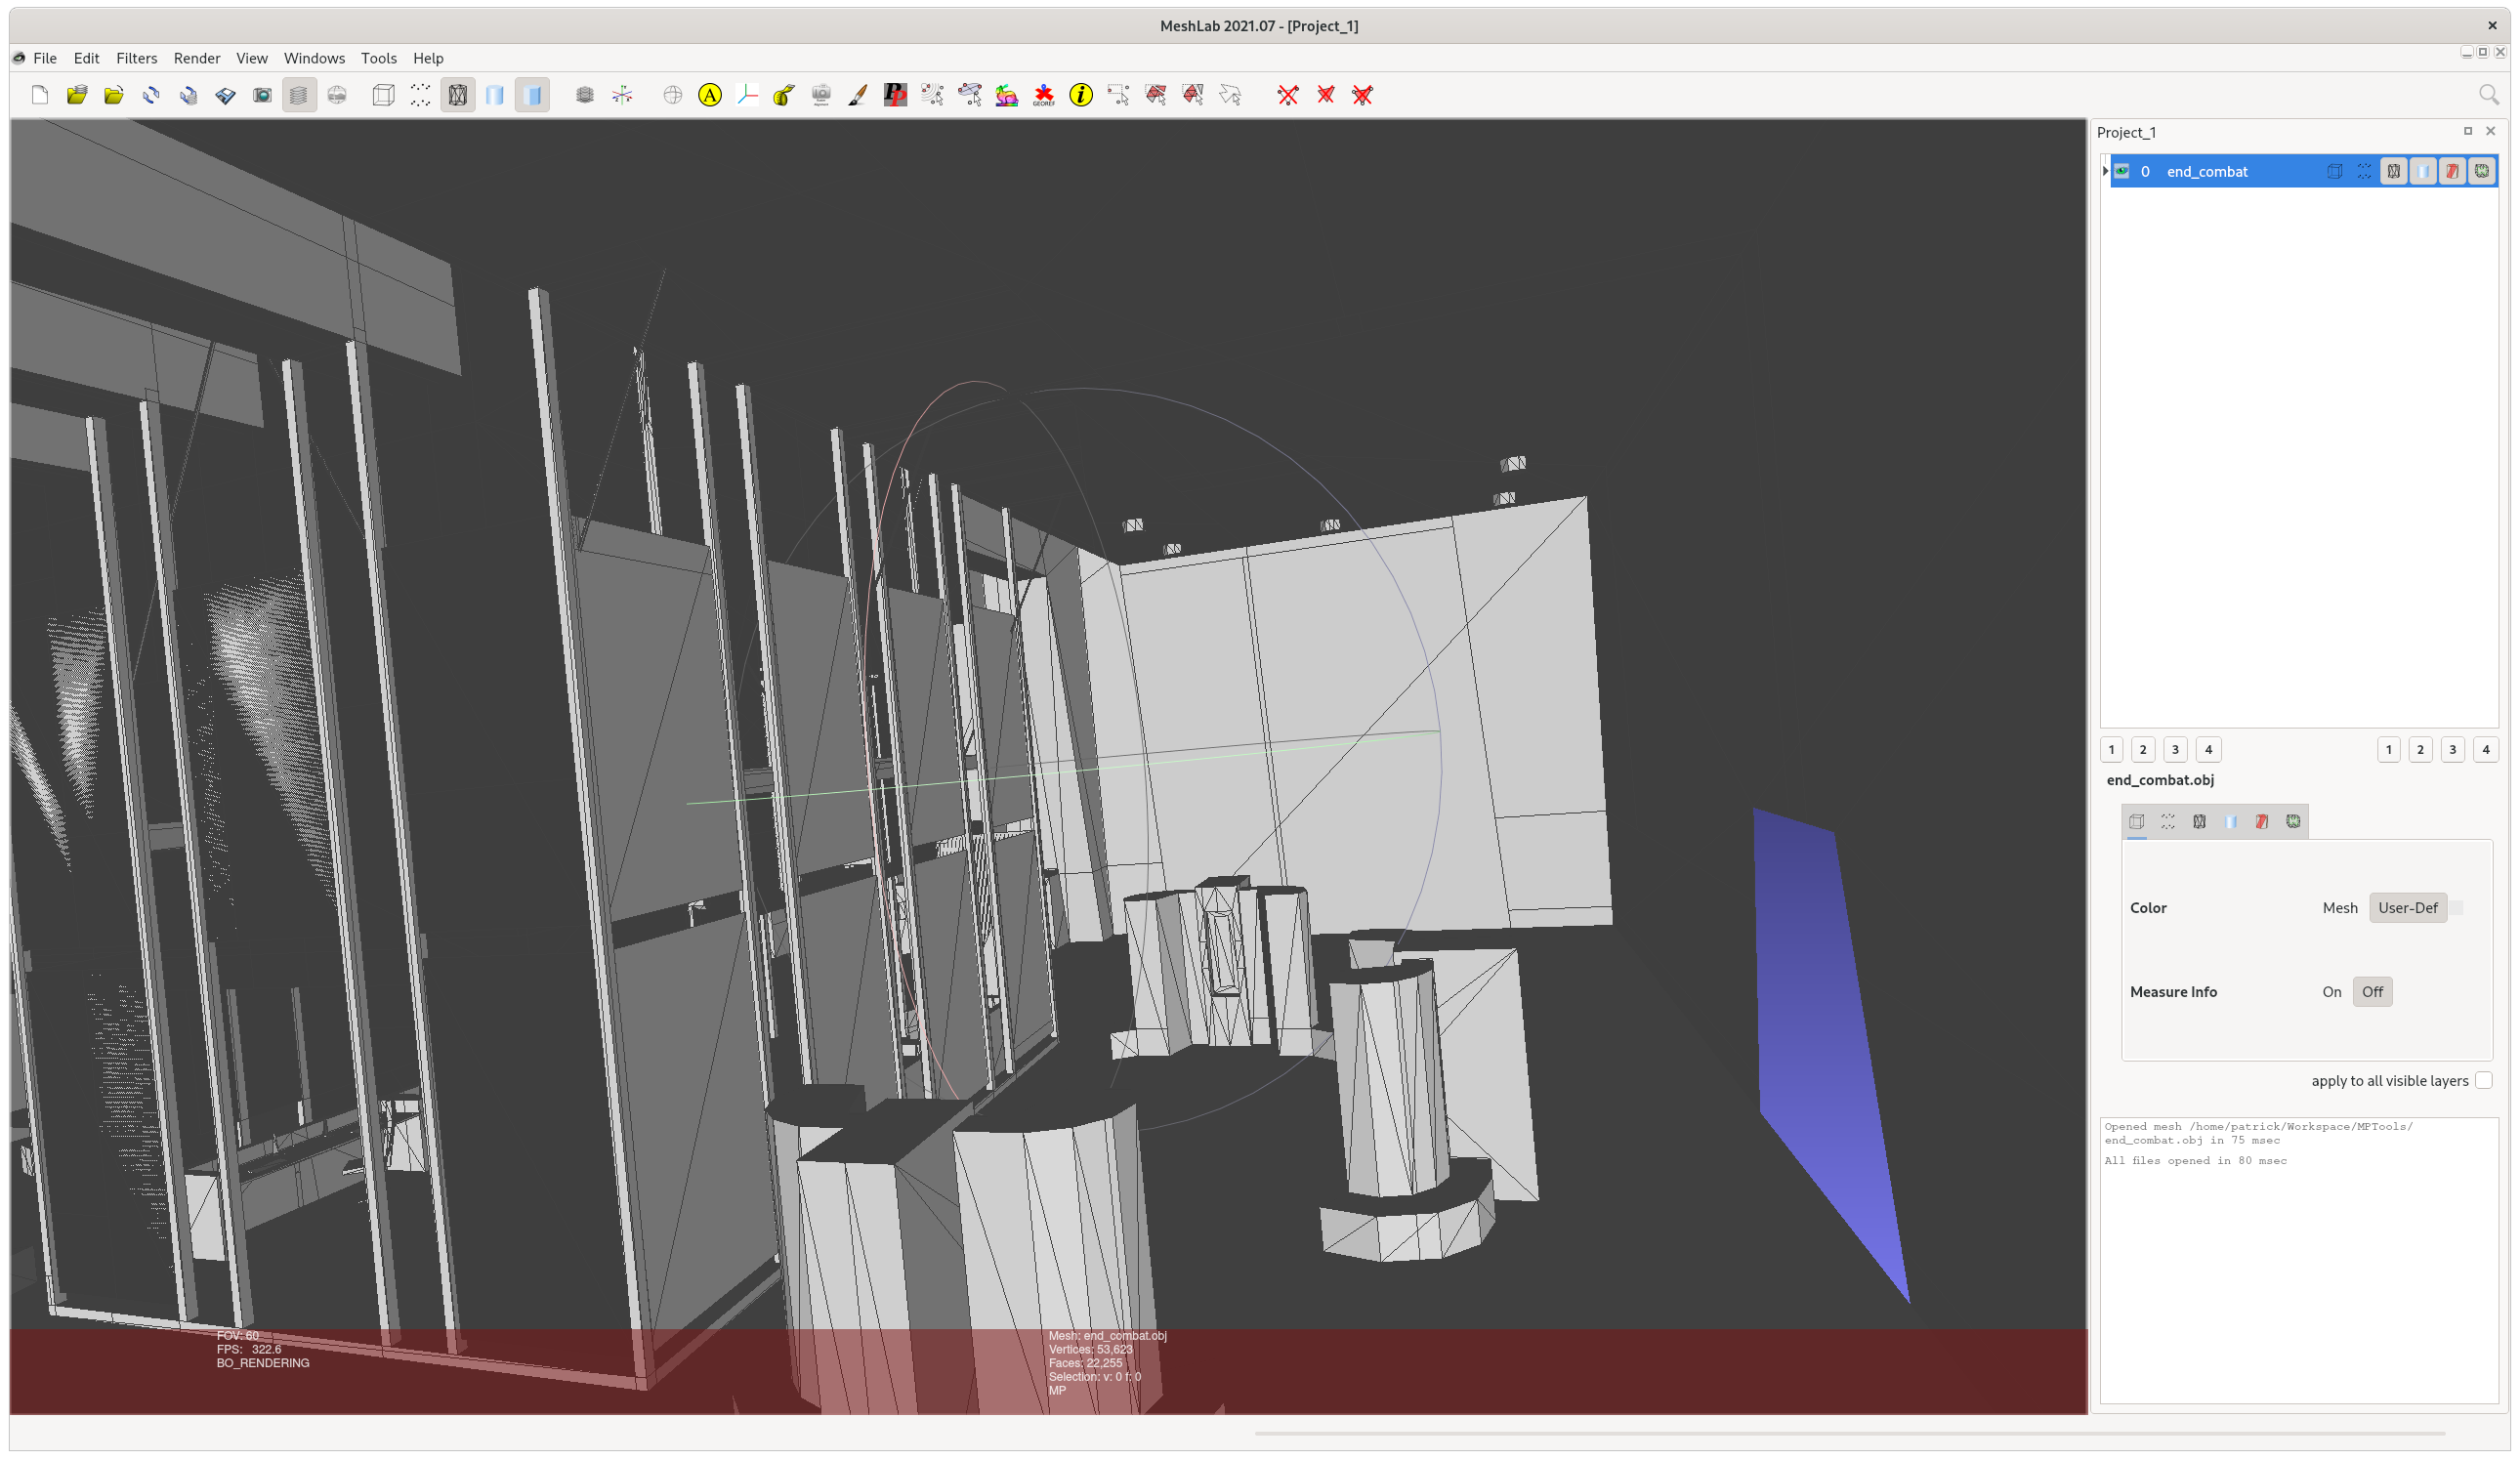 MeshLab 2021.07 - [Project_1]
File Edit Filters Render View Windows Tools Help
A
PP
GEOREF
i
Project_1
0 end_combat
1 2 3 4 1 2 3 4
end_combat.obj
Color Mesh User-Def
Measure Info On Off
apply to all visible layers
Opened mesh /home/patrick/Workspace/MPTools/
end_combat.obj in 75 msec
All files opened in 80 msec
FOV: 60
FPS: 322.6
BO_RENDERING
Mesh: end_combat.obj
Vertices: 53,623
Faces: 22,255
Selection: v: 0 f: 0
MP